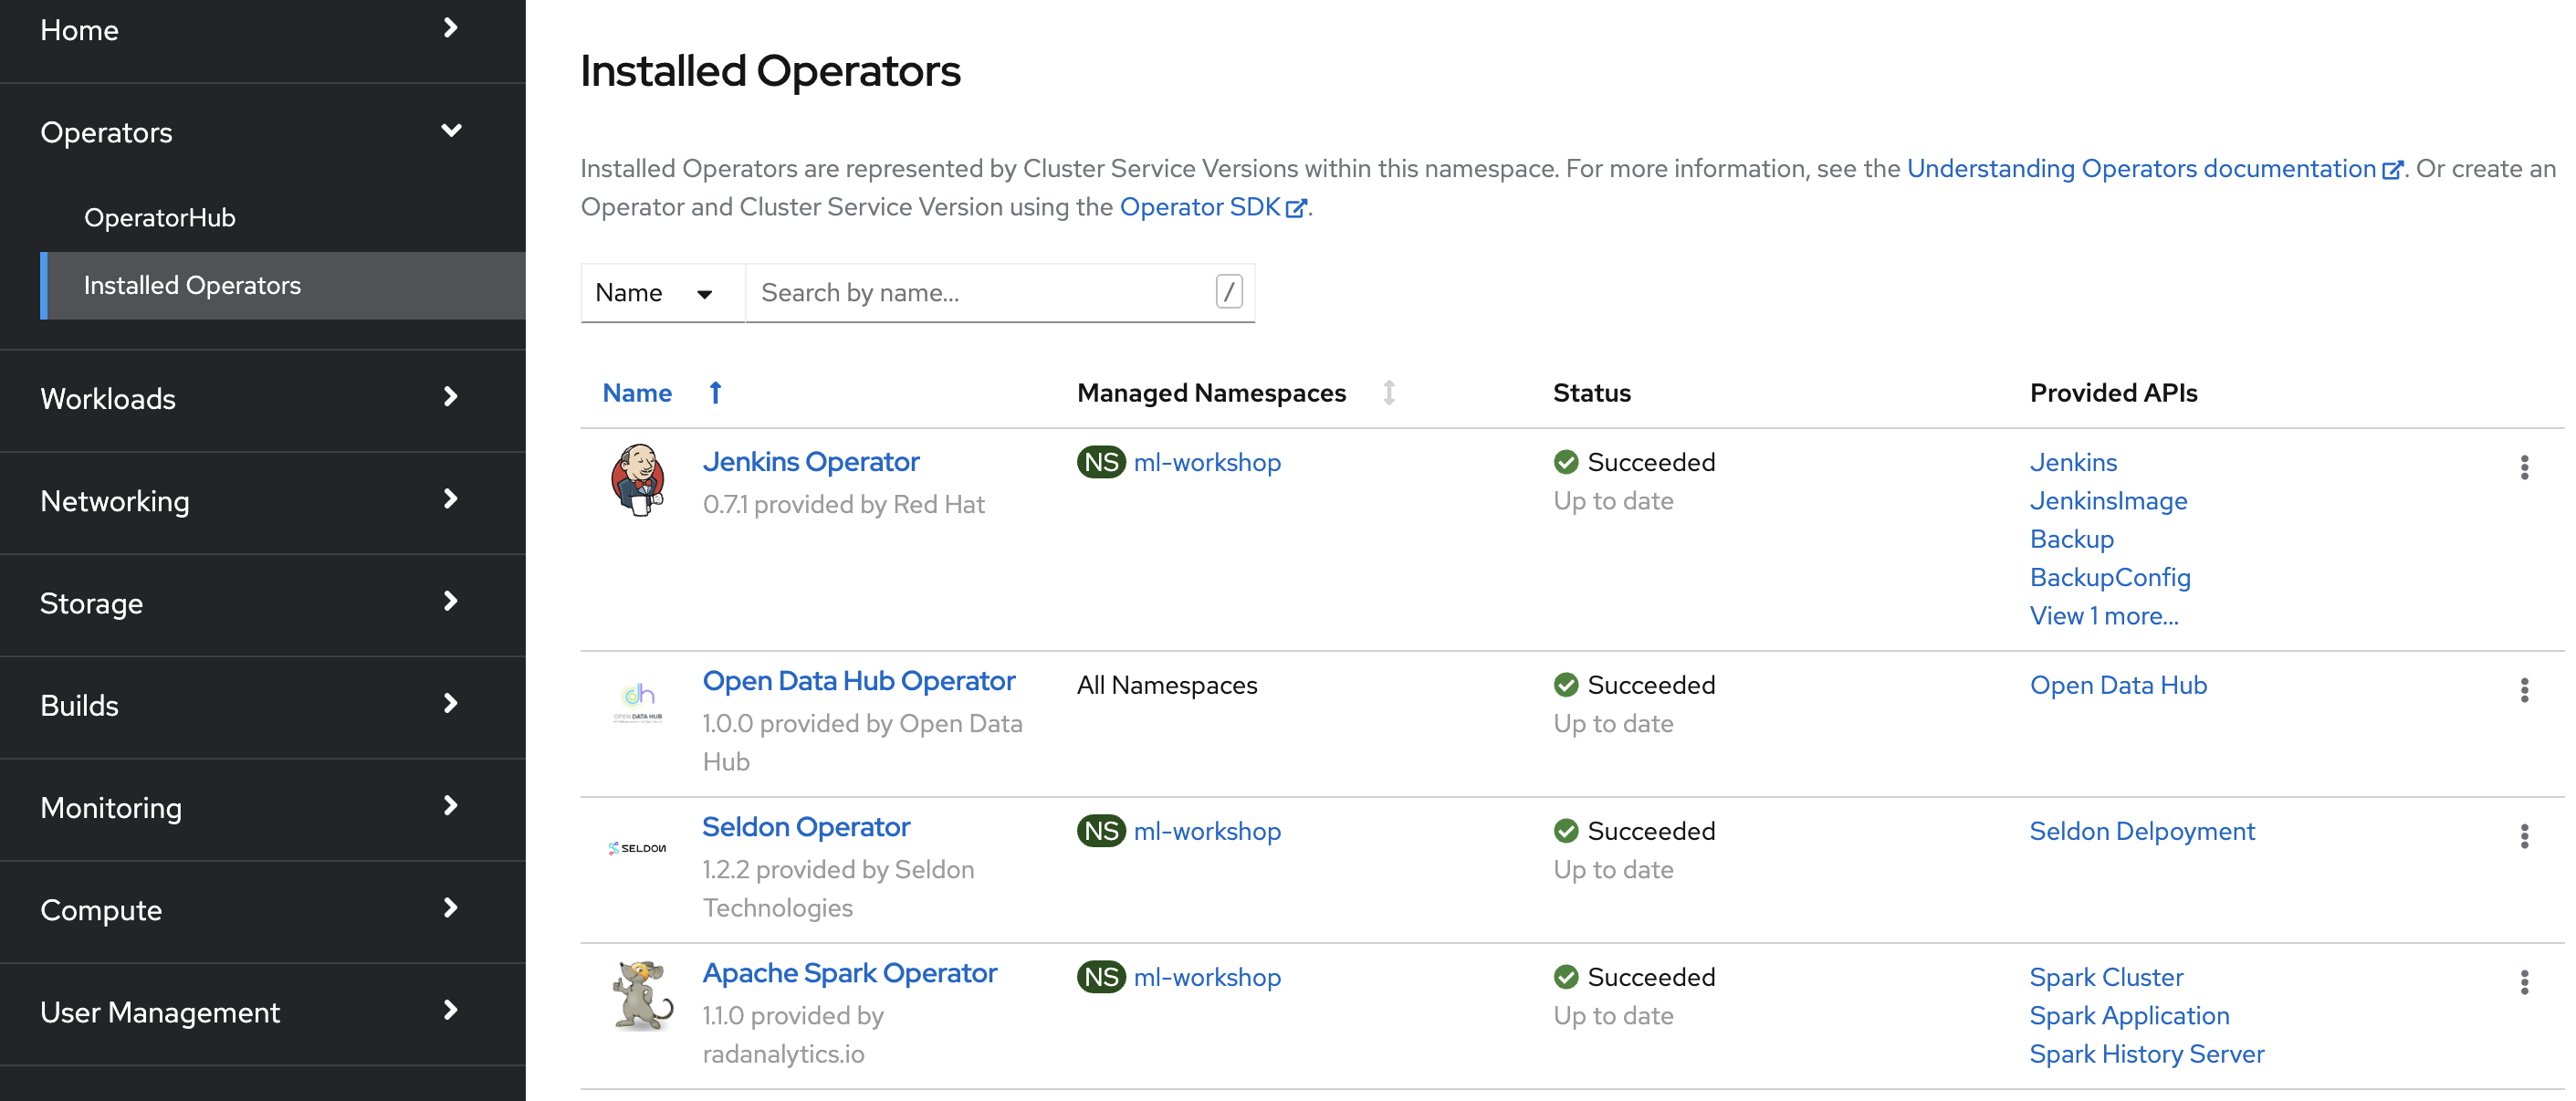 Home
Operators
OperatorHub
Installed Operators
Workloads
Networking
Storage
Builds
Monitoring
Compute
User Management
Installed Operators
Installed Operators are represented by Cluster Service Versions within this namespace. For more information, see the Understanding Operators documentation. Or create an
Operator and Cluster Service Version using the Operator SDK.
Name Search by name... /
Name Managed Namespaces Status Provided APIs
Jenkins Operator NS ml-workshop Succeeded Jenkins
0.7.1 provided by Red Hat Up to date JenkinsImage
Backup
BackupConfig
View 1 more...
Open Data Hub Operator All Namespaces Succeeded Open Data Hub
1.0.0 provided by Open Data Up to date
Hub
OPEN DATA HUB
Seldon Operator NS ml-workshop Succeeded Seldon Delpoyment
SELDON
1.2.2 provided by Seldon Up to date
Technologies
Apache Spark Operator NS ml-workshop Succeeded Spark Cluster
1.1.0 provided by Up to date Spark Application
radanalytics.io Spark History Server